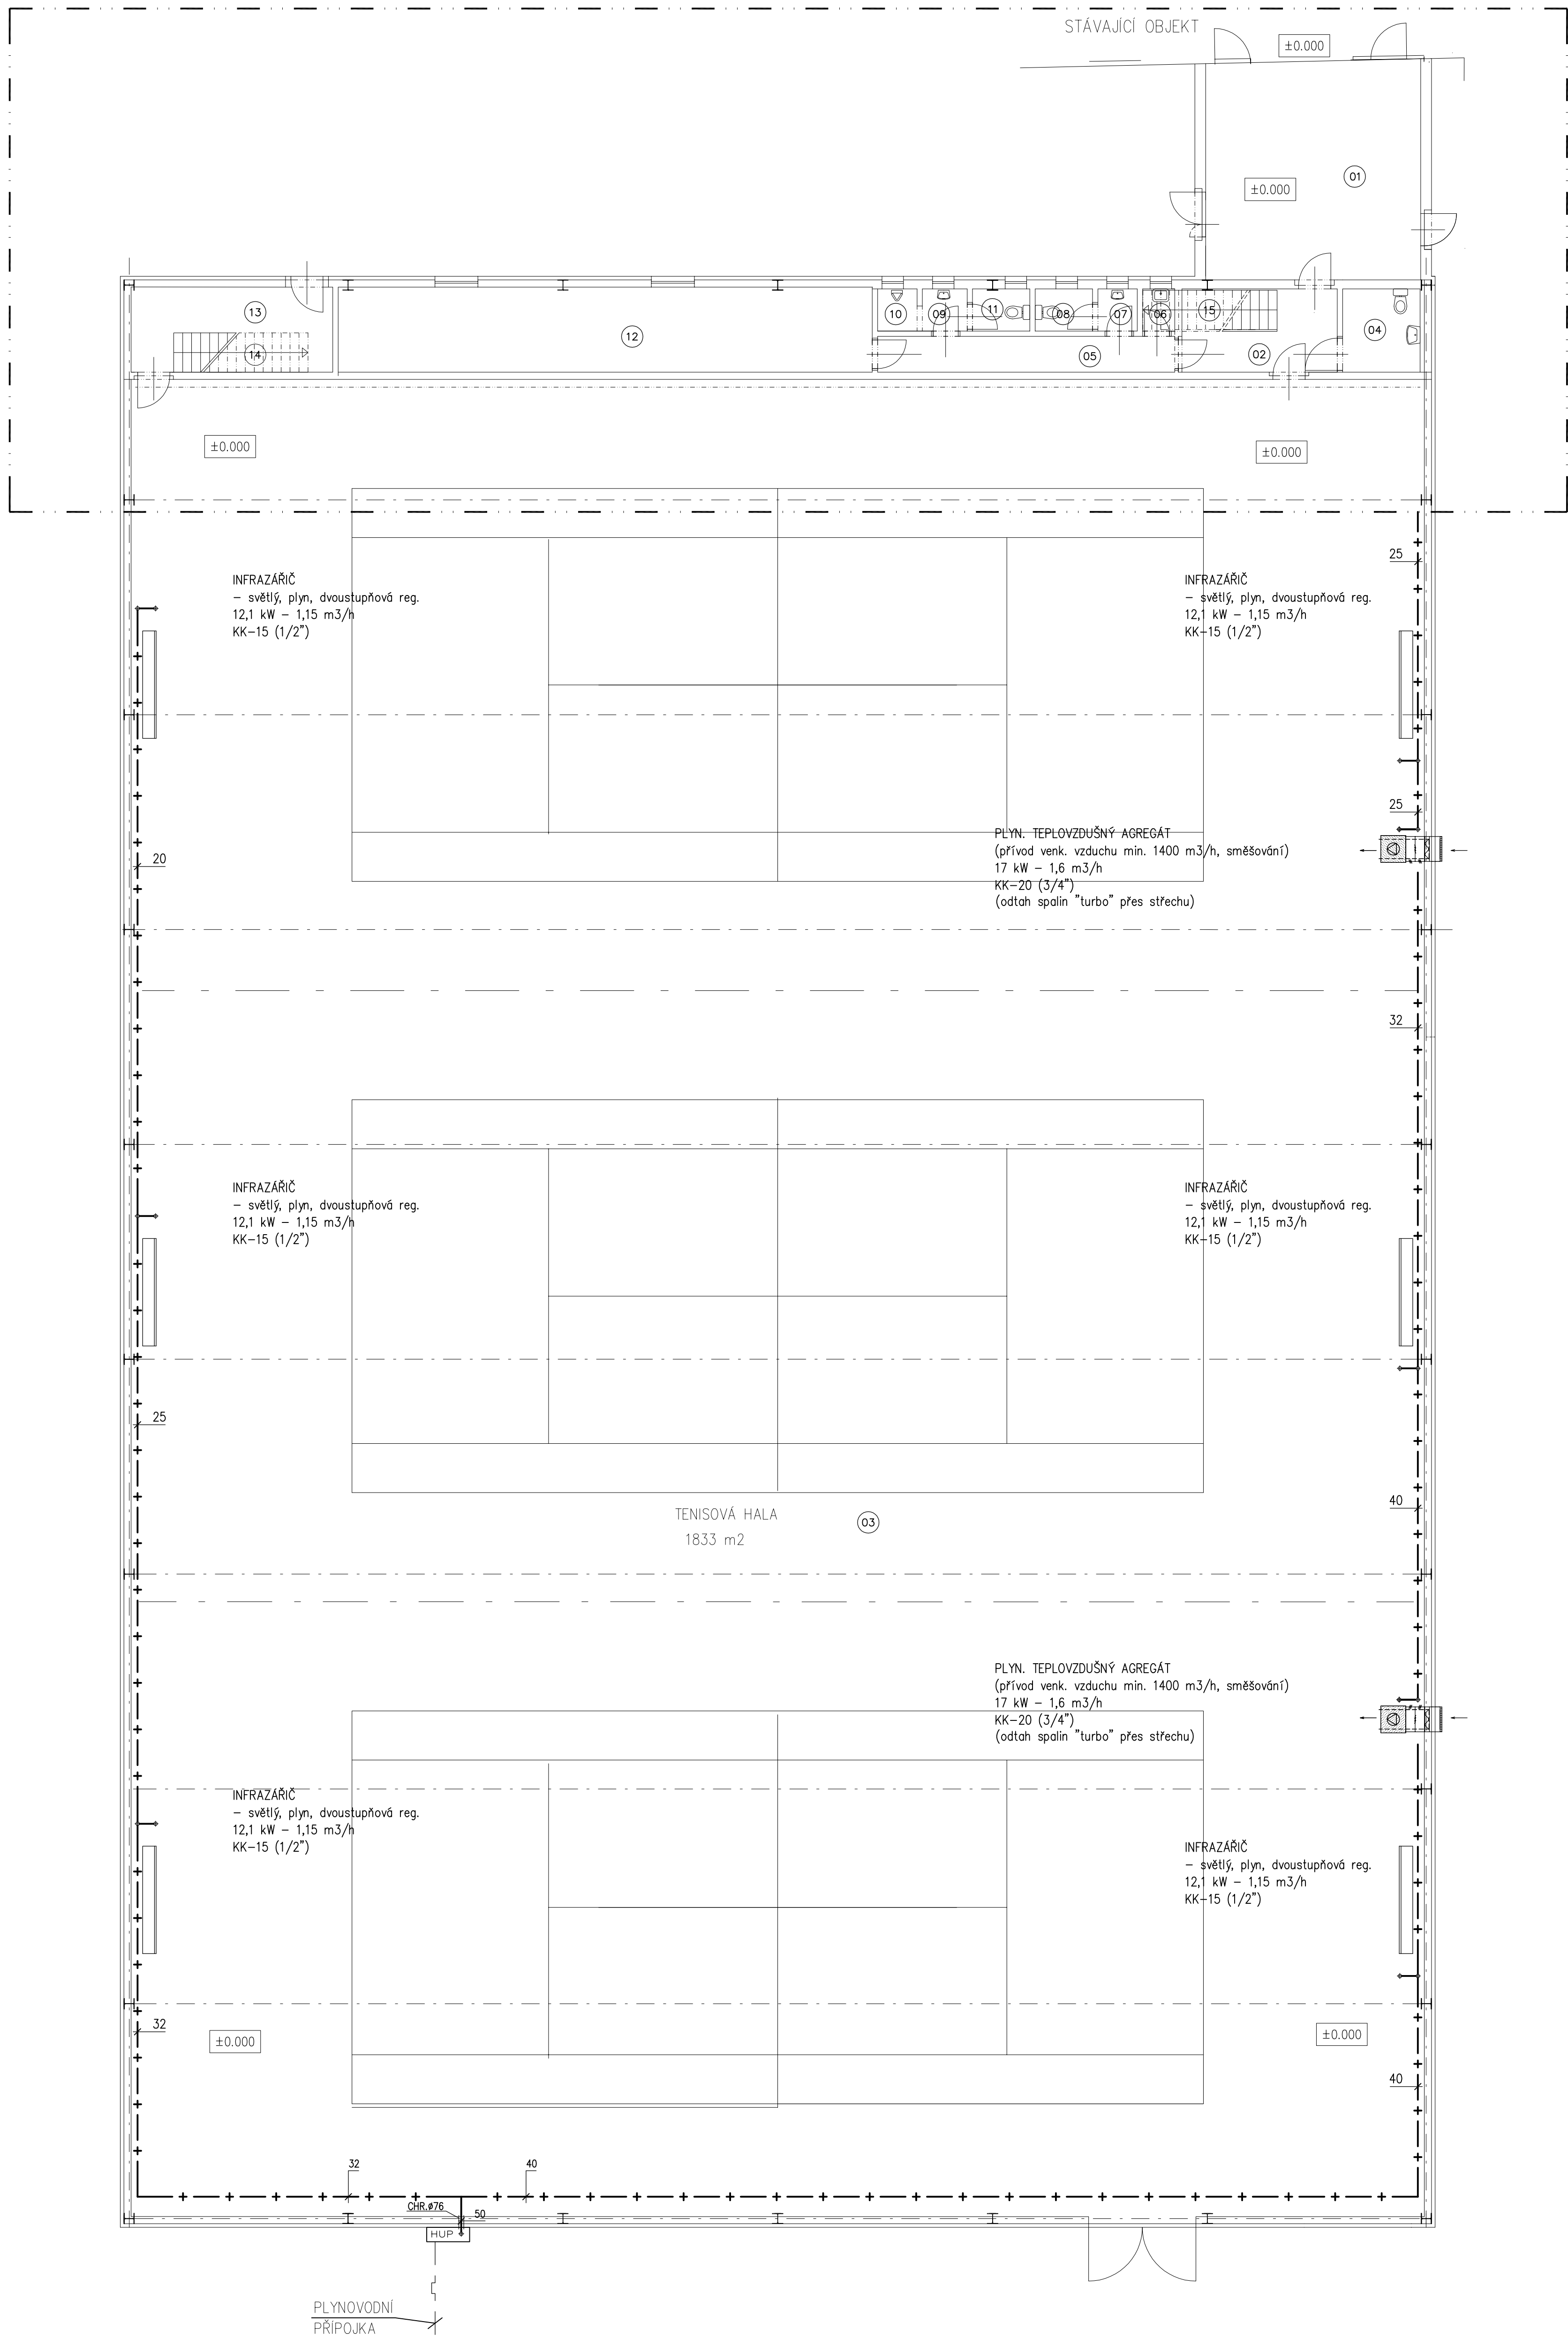 STÁVAJÍCÍ OBJEKT
±0.000
01
±0.000
13
14
12
10
09
11
08
07
06
15
04
05
02
±0.000
±0.000
INFRAZÁŘIČ
– světlý, plyn, dvoustupňová reg.
12,1 kW – 1,15 m3/h
KK–15 (1/2")
25
INFRAZÁŘIČ
– světlý, plyn, dvoustupňová reg.
12,1 kW – 1,15 m3/h
KK–15 (1/2")
25
PLYN. TEPLOVZDUŠNÝ AGREGÁT
(přívod venk. vzduchu min. 1400 m3/h, směšování)
17 kW – 1,6 m3/h
KK–20 (3/4")
(odtah spalin "turbo" přes střechu)
20
32
INFRAZÁŘIČ
– světlý, plyn, dvoustupňová reg.
12,1 kW – 1,15 m3/h
KK–15 (1/2")
INFRAZÁŘIČ
– světlý, plyn, dvoustupňová reg.
12,1 kW – 1,15 m3/h
KK–15 (1/2")
25
40
TENISOVÁ HALA
1833 m2
03
PLYN. TEPLOVZDUŠNÝ AGREGÁT
(přívod venk. vzduchu min. 1400 m3/h, směšování)
17 kW – 1,6 m3/h
KK–20 (3/4")
(odtah spalin "turbo" přes střechu)
INFRAZÁŘIČ
– světlý, plyn, dvoustupňová reg.
12,1 kW – 1,15 m3/h
KK–15 (1/2")
INFRAZÁŘIČ
– světlý, plyn, dvoustupňová reg.
12,1 kW – 1,15 m3/h
KK–15 (1/2")
32
±0.000
±0.000
40
32
40
CHR.ø76
50
HUP
PLYNOVODNÍ
PŘÍPOJKA